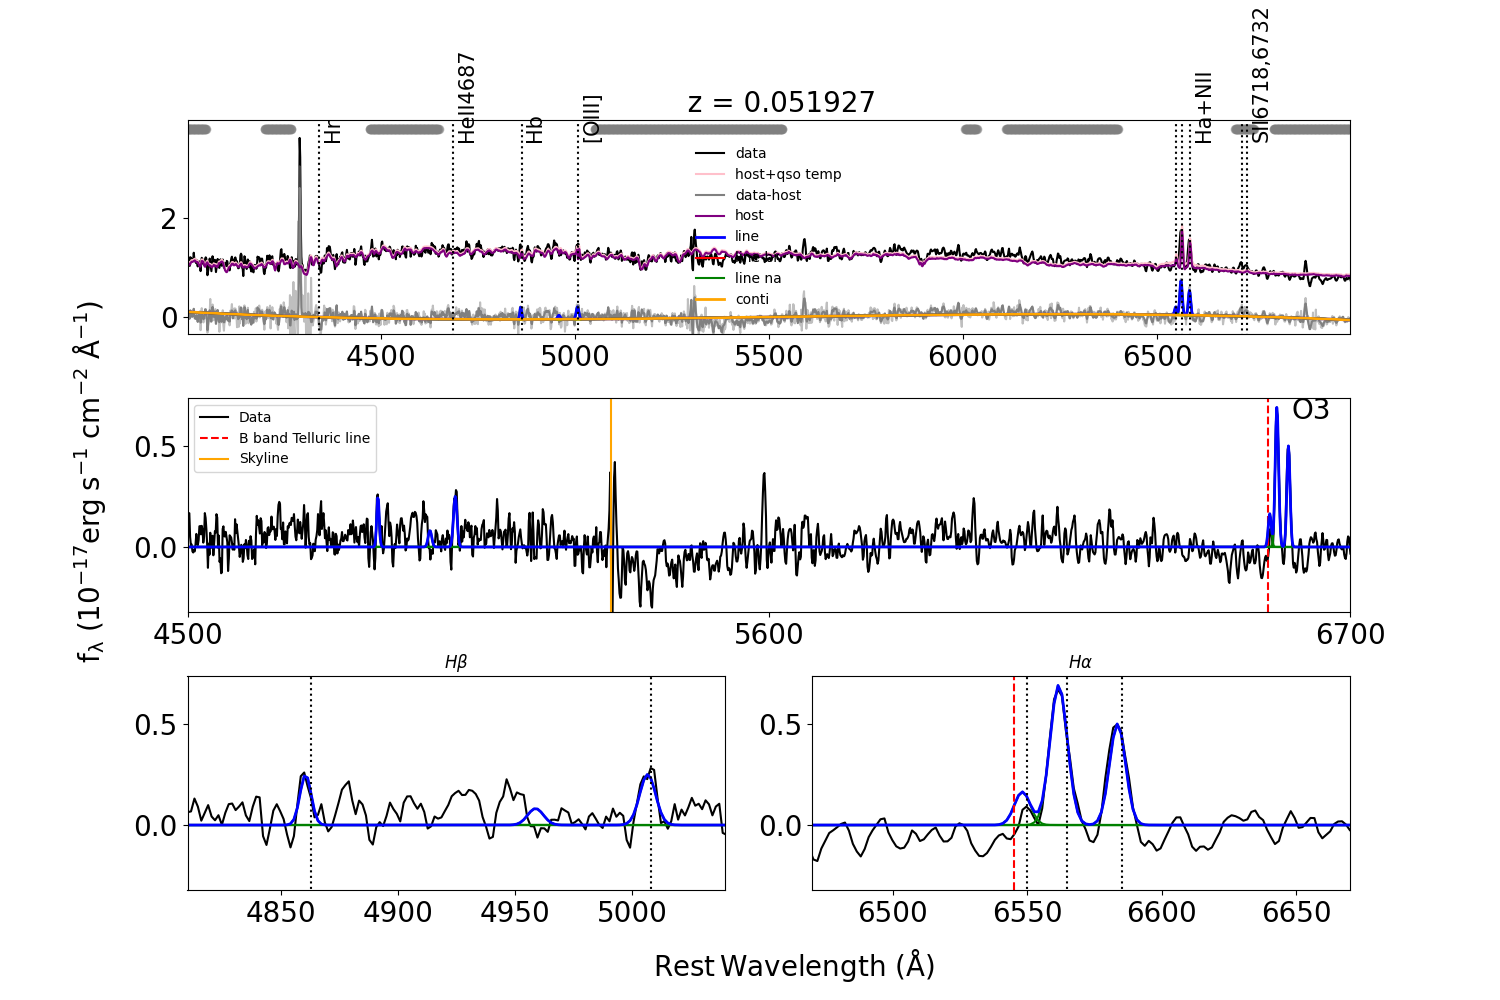 z = 0.051927
Hr
HeII4687
Hb
[OIII]
Ha+NII
SII6718,6732
data
host+qso temp
data-host
host
line
line na
conti
2
0
4500 5000 5500 6000 6500
fλ (10⁻¹⁷erg s⁻¹ cm⁻² Å⁻¹)
Data
B band Telluric line
Skyline
O3
0.5
0.0
4500 5600 6700
Hβ
0.5
0.0
4850 4900 4950 5000
Hα
0.5
0.0
6500 6550 6600 6650
Rest Wavelength (Å)